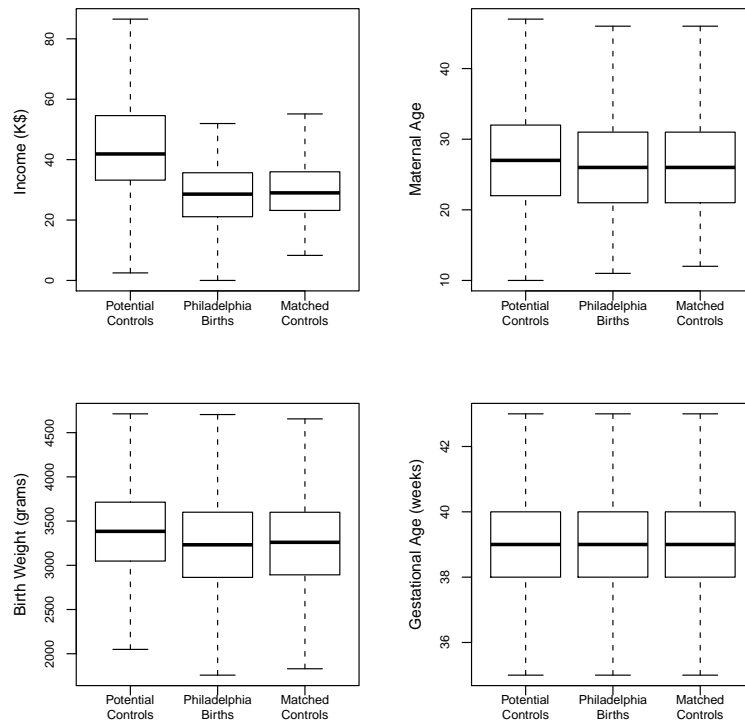 Income (K$)
0
20
40
60
80
Potential
Controls
Philadelphia
Births
Matched
Controls
Maternal Age
10
20
30
40
Potential
Controls
Philadelphia
Births
Matched
Controls
Birth Weight (grams)
2000
2500
3000
3500
4000
4500
Potential
Controls
Philadelphia
Births
Matched
Controls
Gestational Age (weeks)
36
38
40
42
Potential
Controls
Philadelphia
Births
Matched
Controls